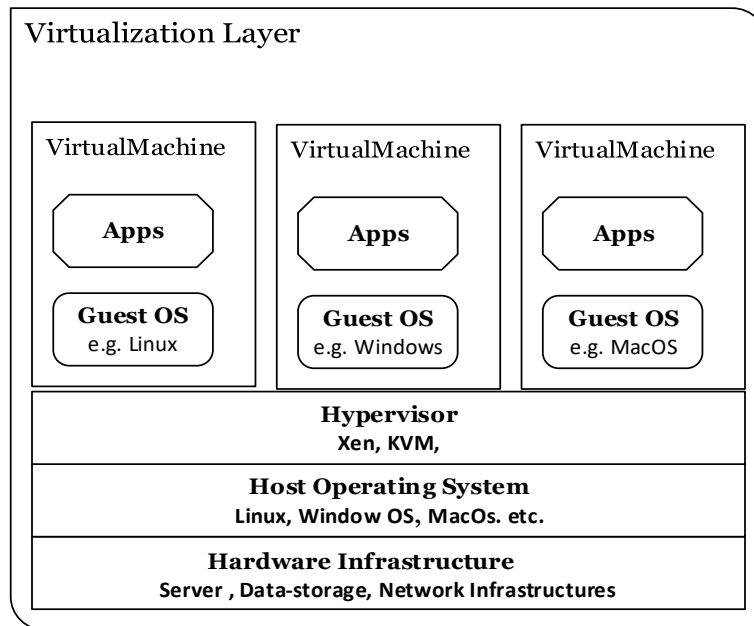 Virtualization Layer
VirtualMachine
Apps
Guest OS
e.g. Linux
VirtualMachine
Apps
Guest OS
e.g. Windows
VirtualMachine
Apps
Guest OS
e.g. MacOS
Hypervisor
Xen, KVM,
Host Operating System
Linux, Window OS, MacOs. etc.
Hardware Infrastructure
Server , Data-storage, Network Infrastructures